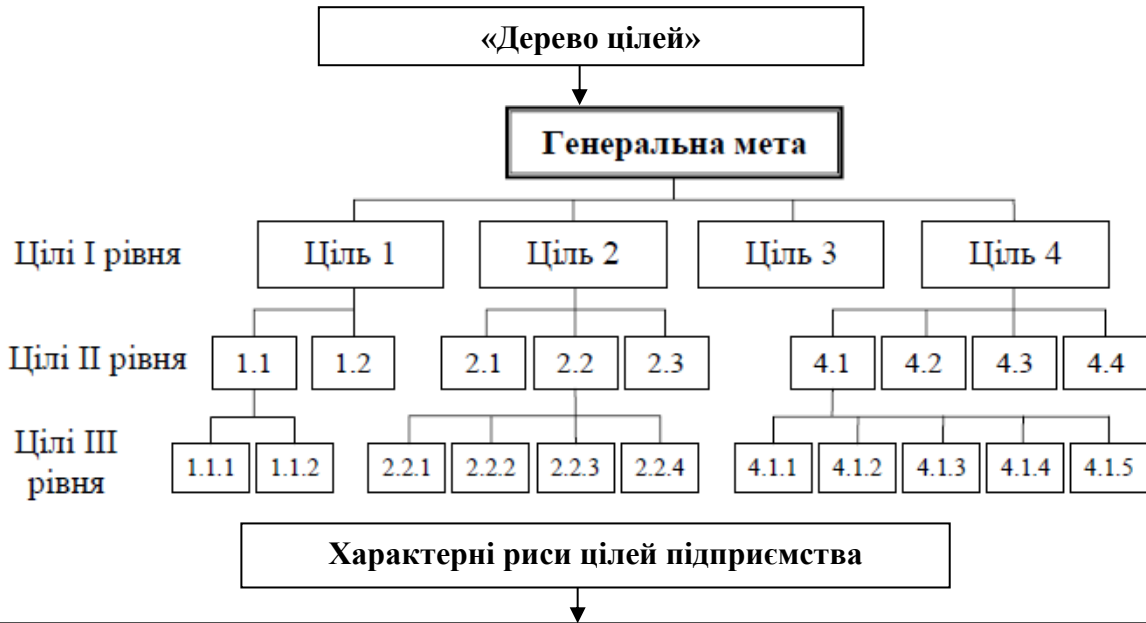 «Дерево цілей»
Генеральна мета
Цілі I рівня
Ціль 1
Ціль 2
Ціль 3
Ціль 4
Цілі II рівня
1.1
1.2
2.1
2.2
2.3
4.1
4.2
4.3
4.4
Цілі III
рівня
1.1.1
1.1.2
2.2.1
2.2.2
2.2.3
2.2.4
4.1.1
4.1.2
4.1.3
4.1.4
4.1.5
Характерні риси цілей підприємства